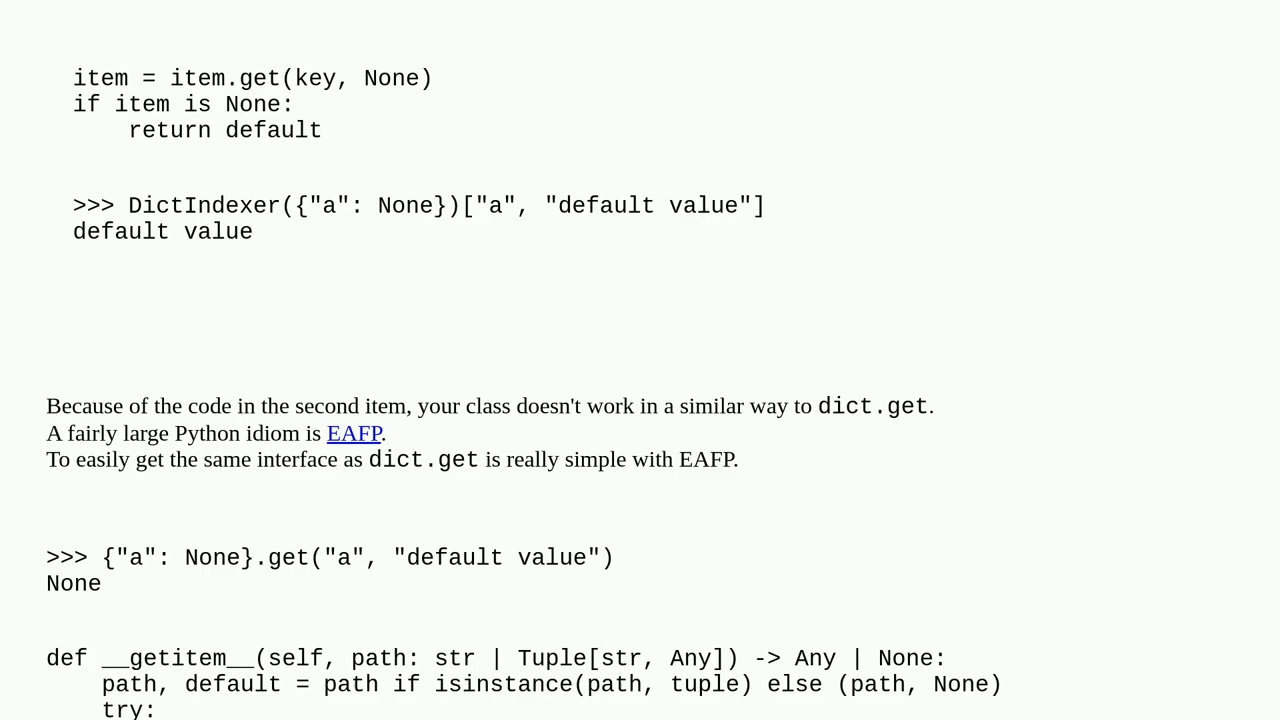 item = item.get(key, None)
if item is None:
    return default
>>> DictIndexer({"a": None})["a", "default value"]
default value
Because of the code in the second item, your class doesn't work in a similar way to dict.get.
A fairly large Python idiom is EAFP.
To easily get the same interface as dict.get is really simple with EAFP.
>>> {"a": None}.get("a", "default value")
None
def __getitem__(self, path: str | Tuple[str, Any]) -> Any | None:
    path, default = path if isinstance(path, tuple) else (path, None)
    try: